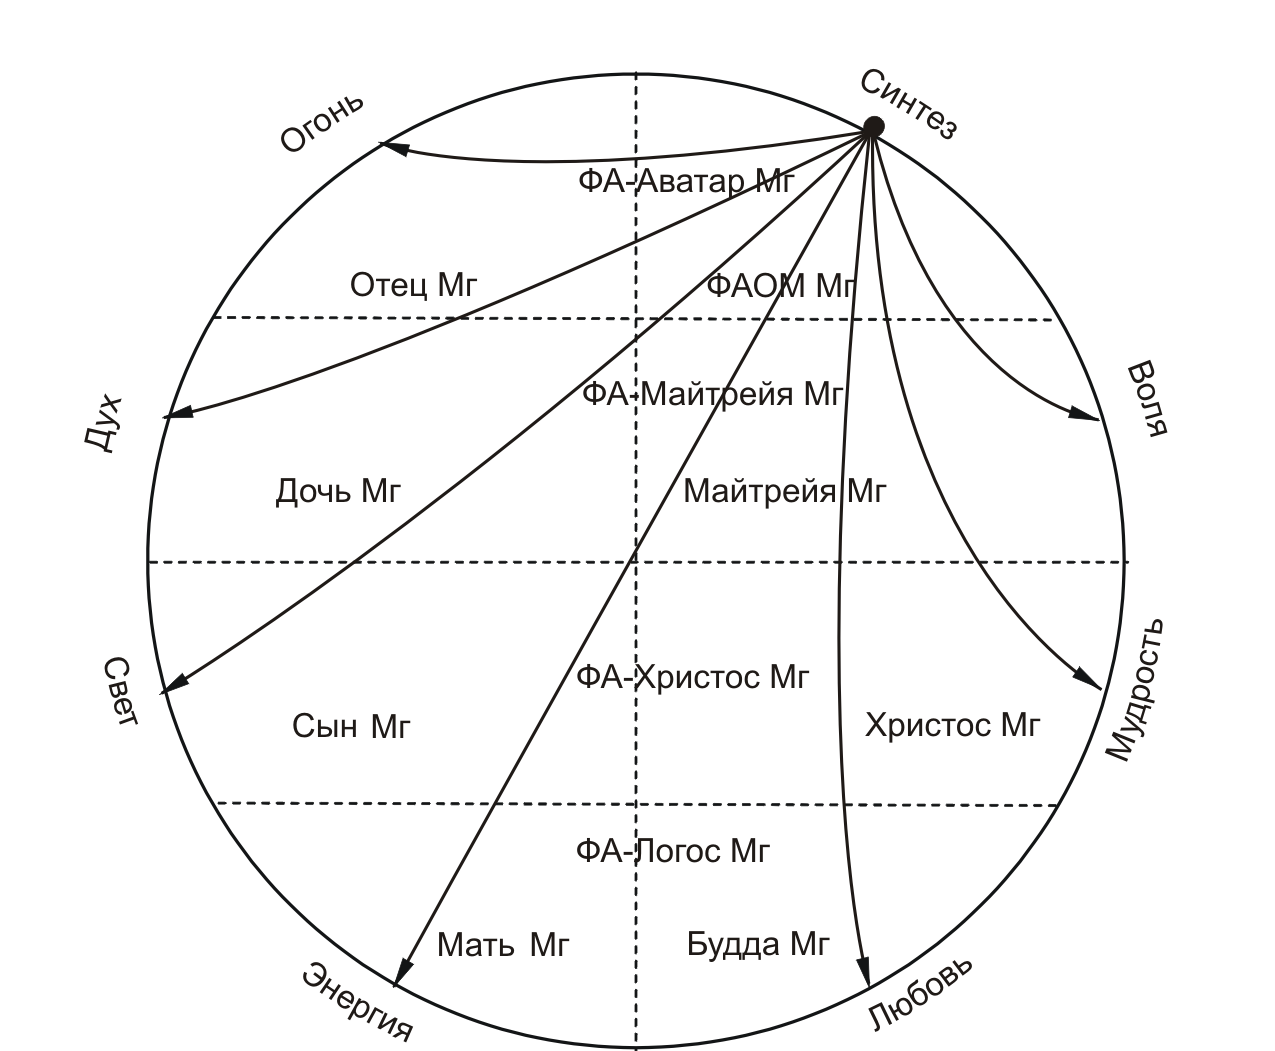 Синтез
Огонь
ФА-Аватар Мг
Отец Мг
ФАОМ Мг
ФА-Майтрейя Мг
Дух
Воля
Дочь Мг
Майтрейя Мг
ФА-Христос Мг
Свет
Мудрость
Сын Мг
Христос Мг
ФА-Логос Мг
Мать Мг
Будда Мг
Энергия
Любовь